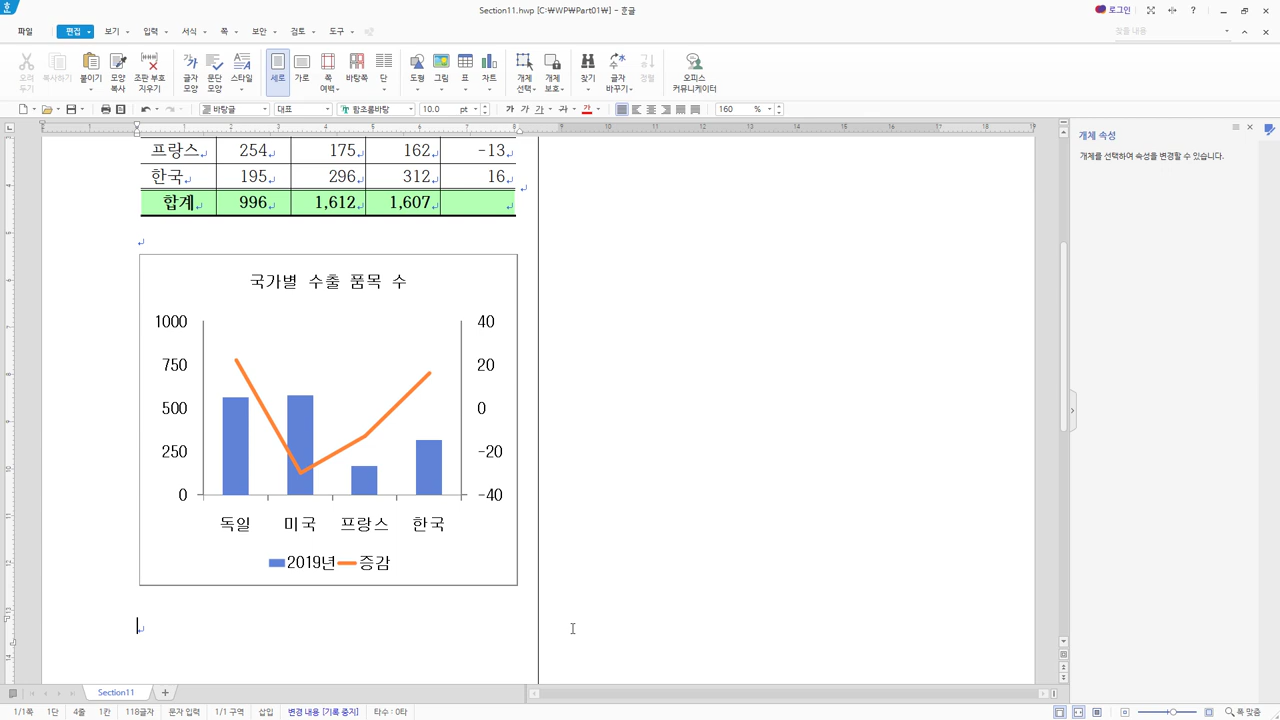 Section11.hwp [C:\WP\Part01\] - 한글
로그인
파일 편집 보기 입력 서식 쪽 보안 검토 도구
찾을 내용
오려 두기 복사하기 붙이기 모양 복사 조판 부호 지우기 글자 모양 문단 모양 스타일 세로 가로 쪽 여백 바탕쪽 단 도형 그림 표 차트 개체 선택 개체 보호 찾기 글자 바꾸기 정렬 오피스 커뮤니케이터
바탕글 대표 함초롬바탕 10.0 pt 가 가 가 가 가 160 %
개체 속성
개체를 선택하여 속성을 변경할 수 있습니다.
프랑스 254 175 162 -13
한국 195 296 312 16
합계 996 1,612 1,607
국가별 수출 품목 수
1000 40
750 20
500 0
250 -20
0 -40
독일 미국 프랑스 한국
2019년 증감
Section11
1/1쪽 1단 4줄 1칸 118글자 문자 입력 1/1 구역 삽입 변경 내용 [기록 중지] 타수 : 0타 폭 맞춤